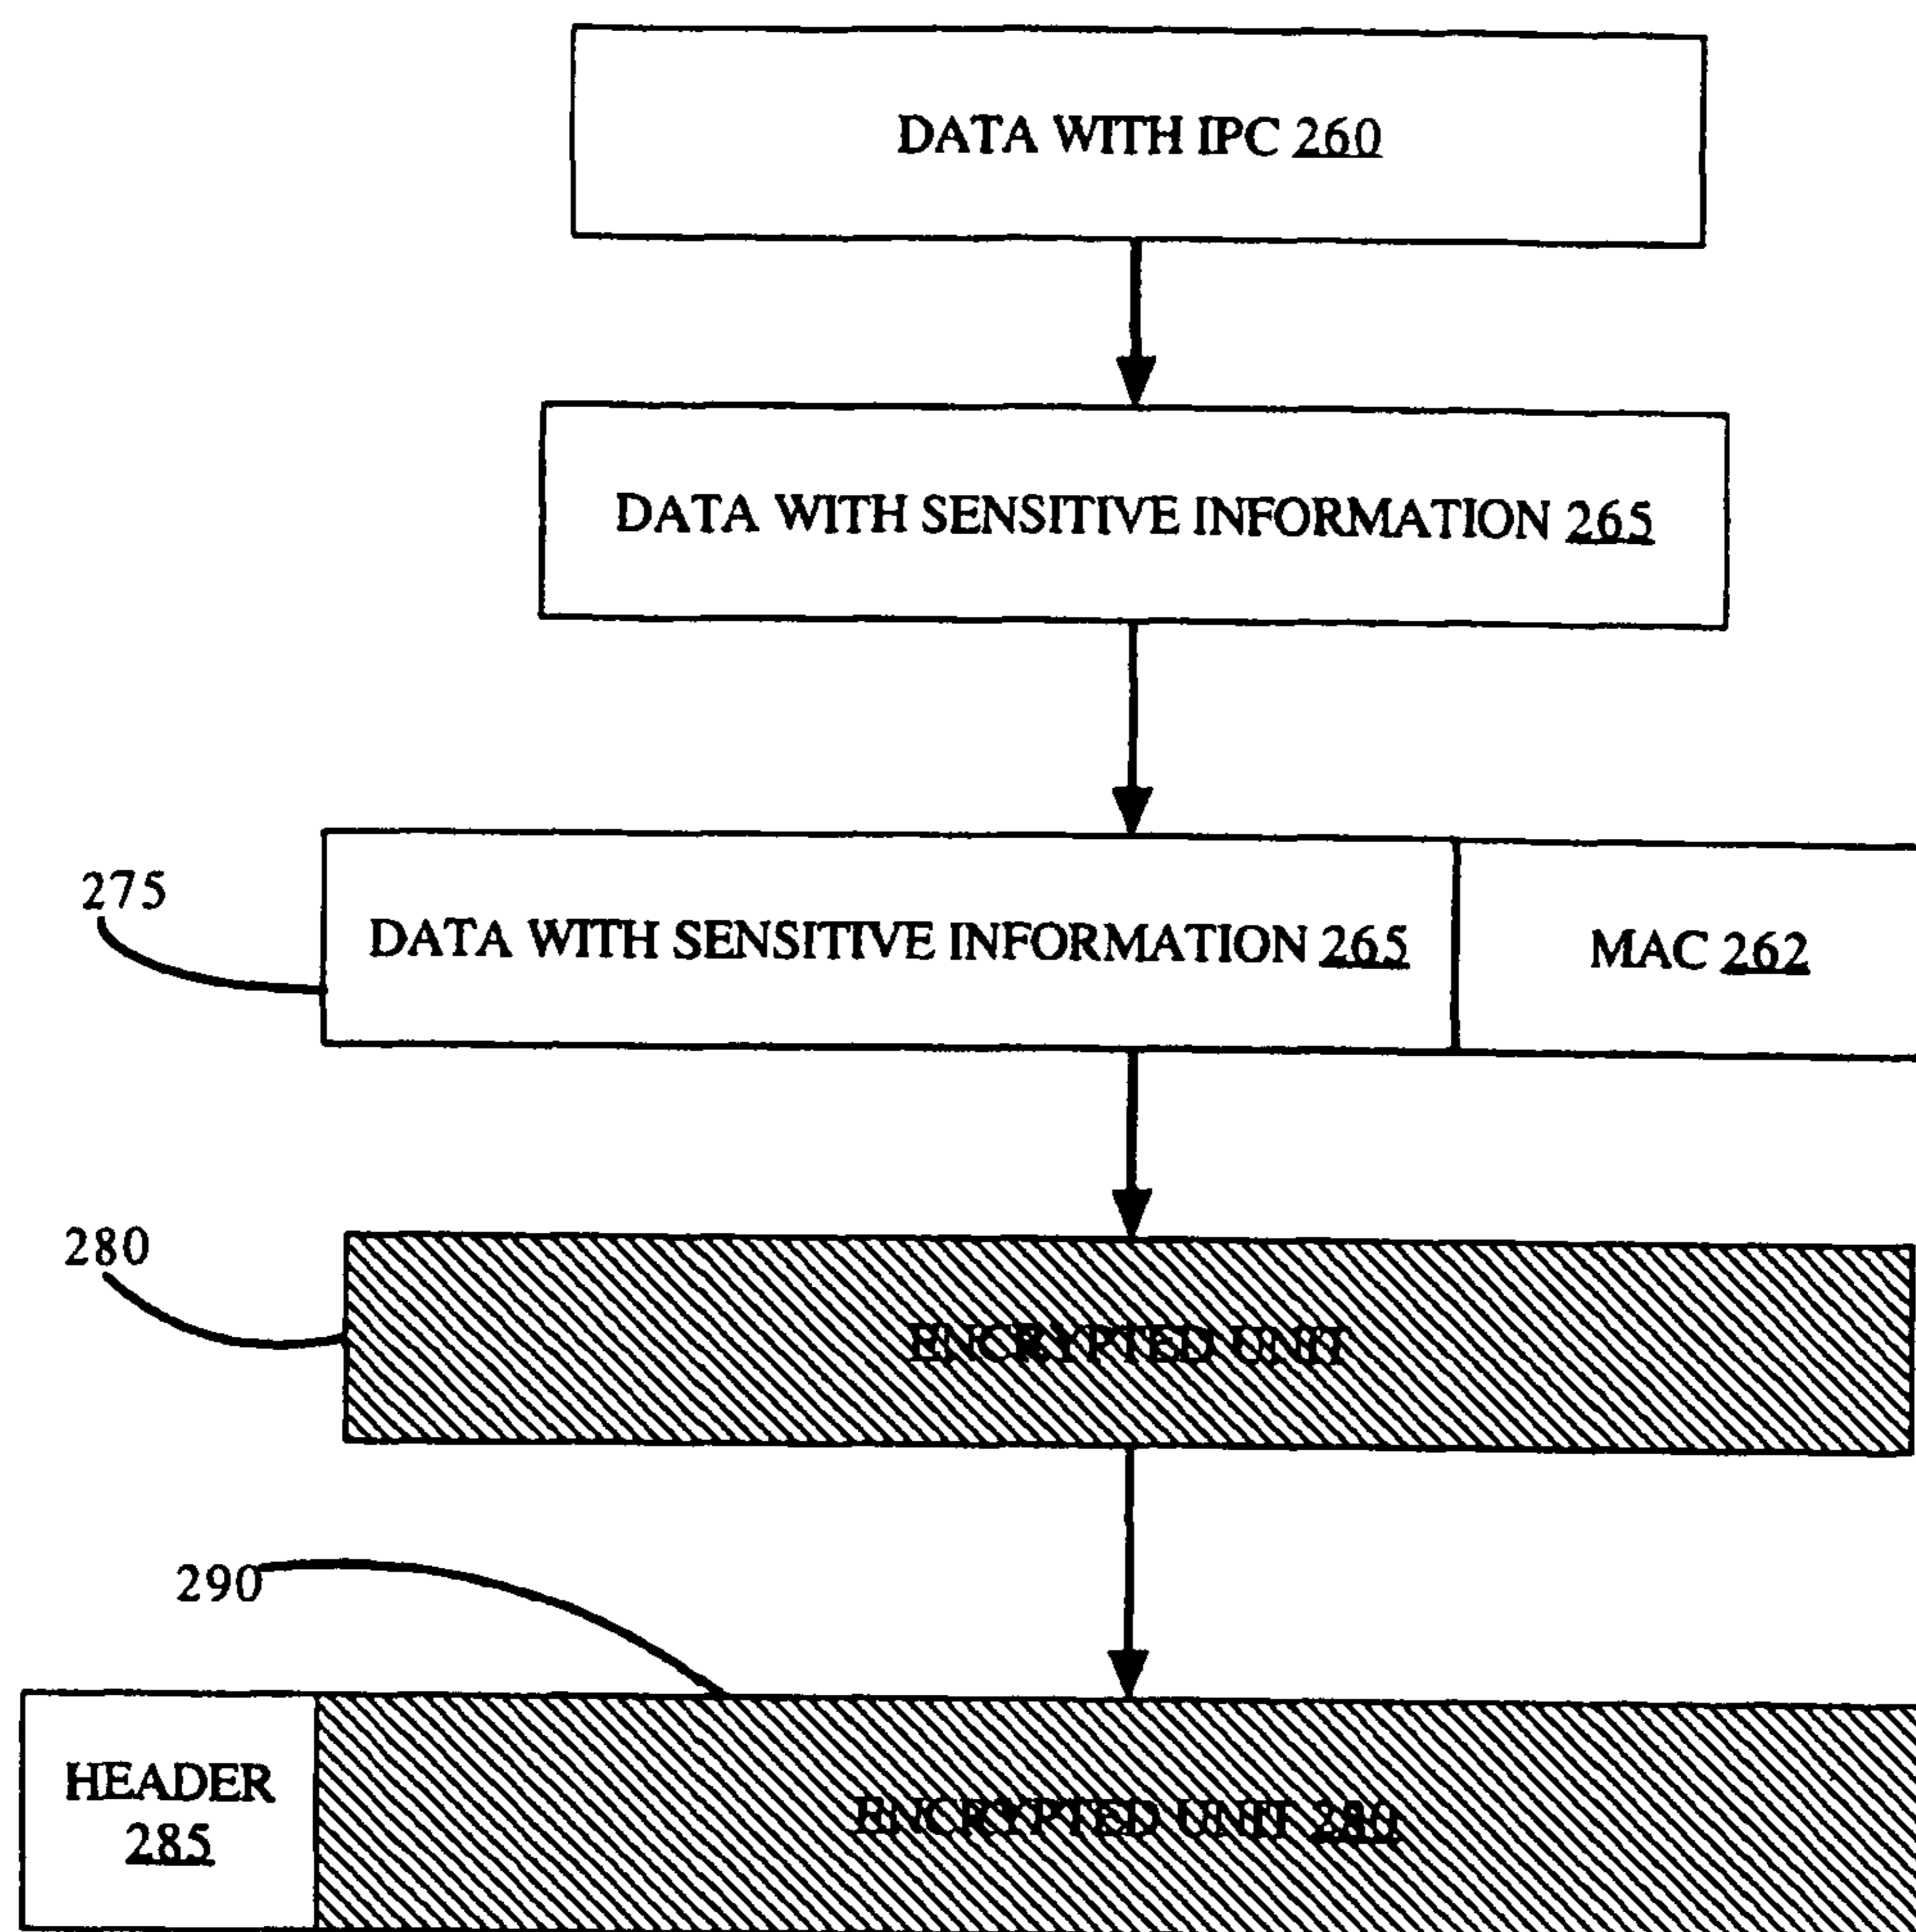 DATA WITH IPC 260
DATA WITH SENSITIVE INFORMATION 265
275
DATA WITH SENSITIVE INFORMATION 265
MAC 262
280
ENCRYPTED UNIT
290
HEADER
285
ENCRYPTED UNIT 280